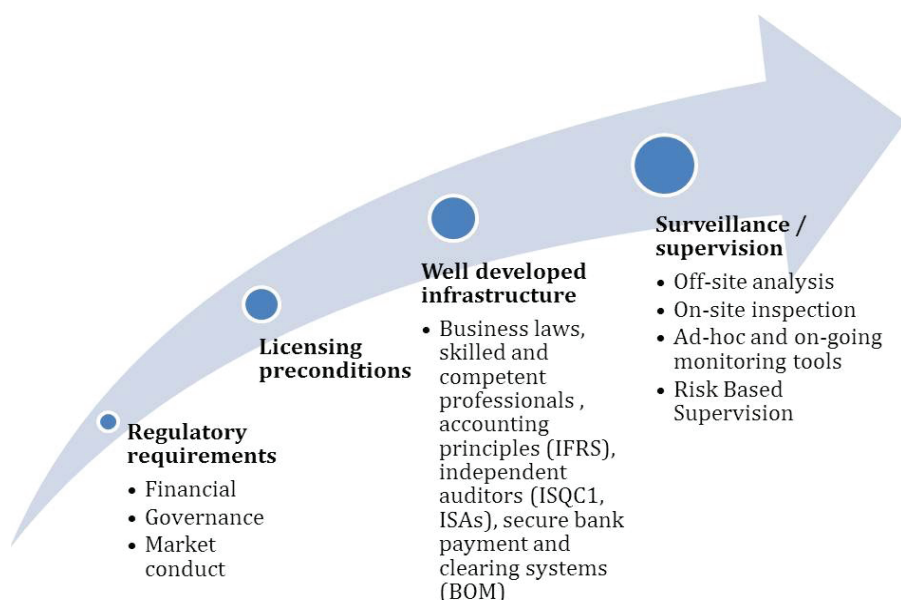 Regulatory
requirements
• Financial
• Governance
• Market
conduct
Licensing
preconditions
Well developed
infrastructure
• Business laws,
skilled and
competent
professionals ,
accounting
principles (IFRS),
independent
auditors (ISQC1,
ISAs), secure bank
payment and
clearing systems
(BOM)
Surveillance /
supervision
• Off-site analysis
• On-site inspection
• Ad-hoc and on-going
monitoring tools
• Risk Based
Supervision